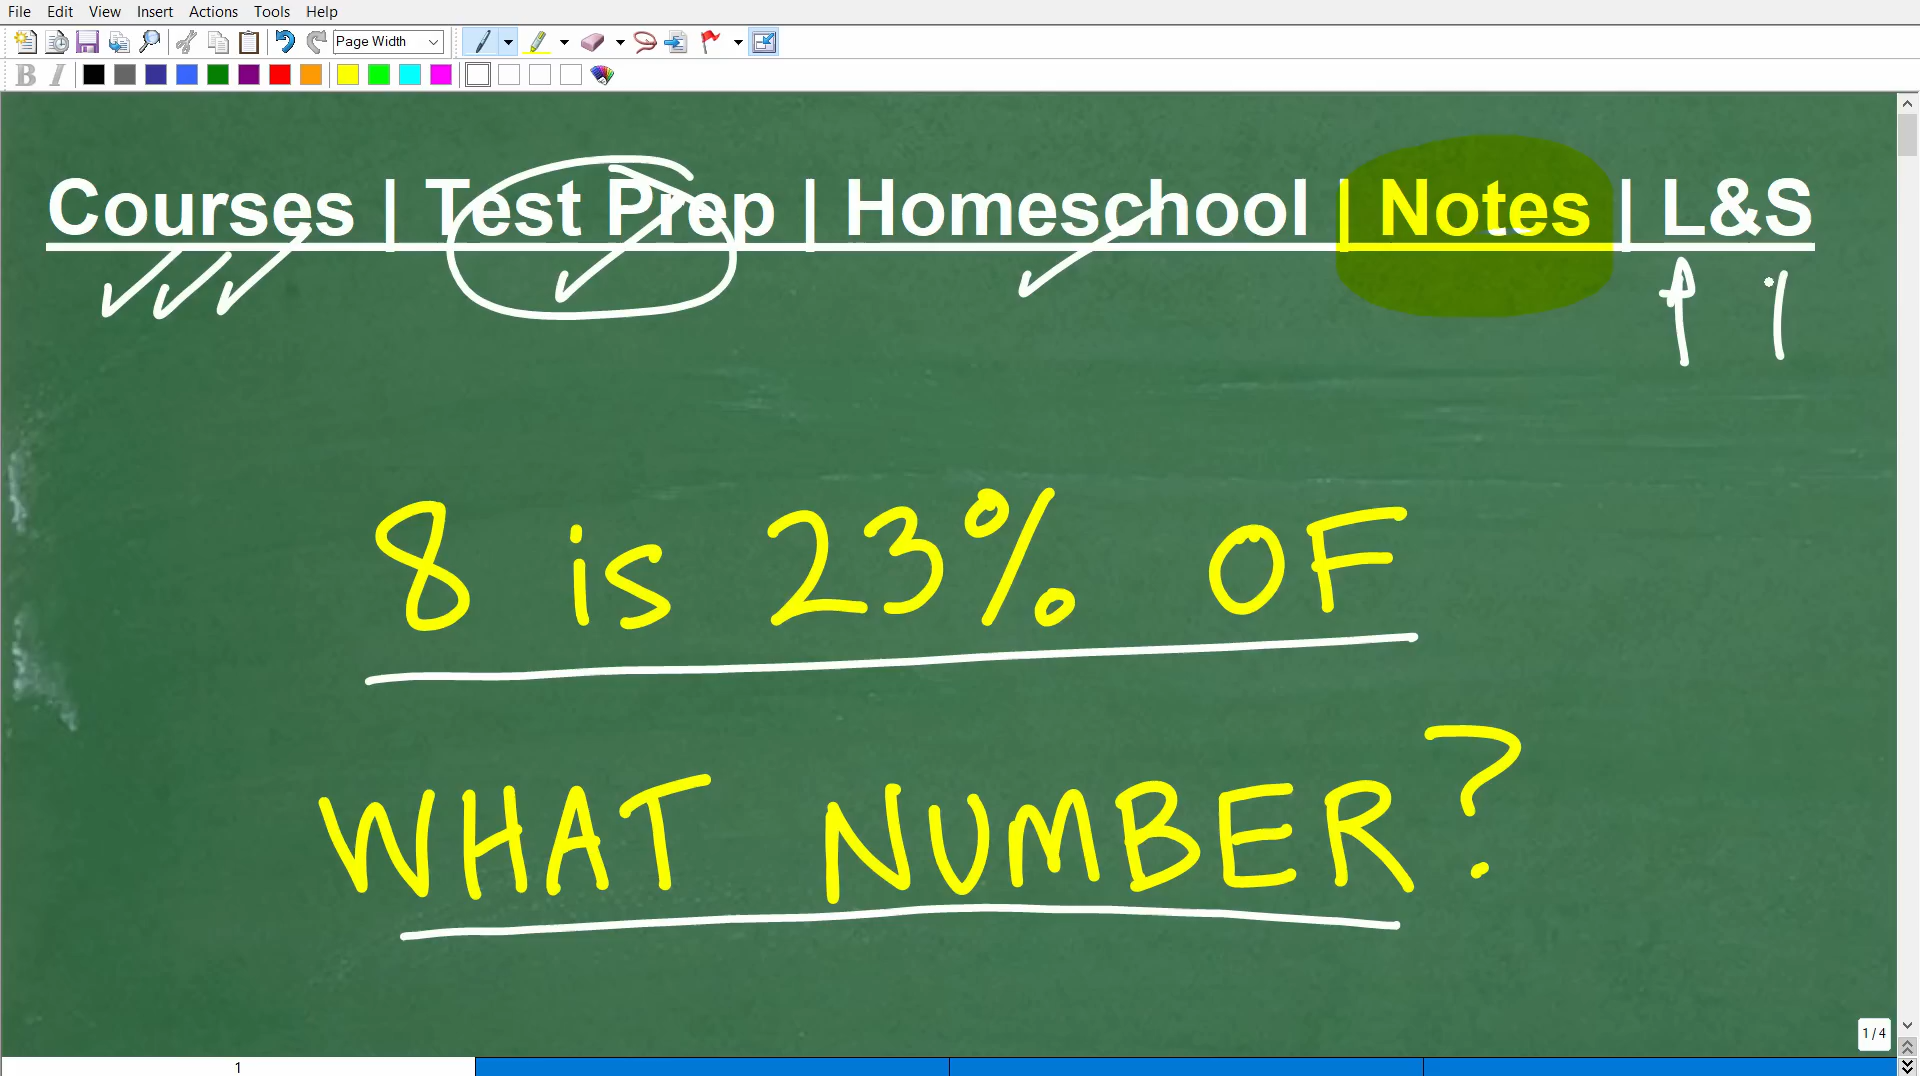 File Edit View Insert Actions Tools Help
Page Width
B I
Courses | Test Prep | Homeschool | Notes | L&S
8 is 23% OF
WHAT NUMBER?
1 / 4
1